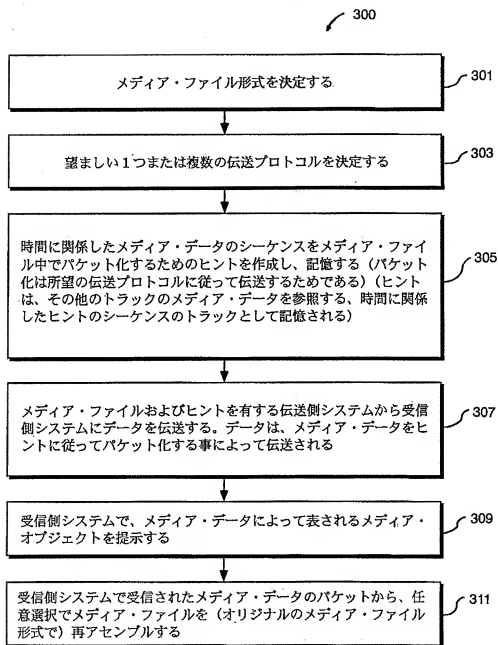 300
メディア・ファイル形式を決定する
301
望ましい1つまたは複数の伝送プロトコルを決定する
303
時間に関係したメディア・データのシーケンスをメディア・ファイ
ル中でパケット化するためのヒントを作成し、記憶する(パケット
化は所望の伝送プロトコルに従って伝送するためである)(ヒント
は、その他のトラックのメディア・データを参照する、時間に関係
したヒントのシーケンスのトラックとして記憶される)
305
メディア・ファイルおよびヒントを有する伝送側システムから受信
側システムにデータを伝送する。データは、メディア・データをヒ
ントに従ってパケット化する事によって伝送される
307
受信側システムで、メディア・データによって表されるメディア・
オブジェクトを提示する
309
受信側システムで受信されたメディア・データのパケットから、任
意選択でメディア・ファイルを(オリジナルのメディア・ファイル
形式で)再アセンブルする
311